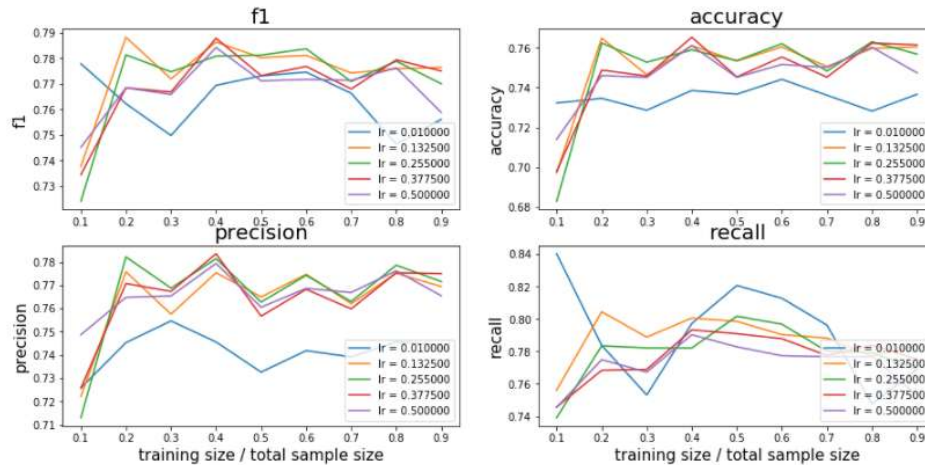 f1
0.79
0.78
0.77
0.76
0.75
0.74
0.73
f1
lr = 0.010000
lr = 0.132500
lr = 0.255000
lr = 0.377500
lr = 0.500000
0.1 0.2 0.3 0.4 0.5 0.6 0.7 0.8 0.9
accuracy
0.76
0.74
0.72
0.70
0.68
accuracy
lr = 0.010000
lr = 0.132500
lr = 0.255000
lr = 0.377500
lr = 0.500000
0.1 0.2 0.3 0.4 0.5 0.6 0.7 0.8 0.9
precision
0.78
0.77
0.76
0.75
0.74
0.73
0.72
0.71
precision
lr = 0.010000
lr = 0.132500
lr = 0.255000
lr = 0.377500
lr = 0.500000
0.1 0.2 0.3 0.4 0.5 0.6 0.7 0.8 0.9
training size / total sample size
recall
0.84
0.82
0.80
0.78
0.76
0.74
recall
lr = 0.010000
lr = 0.132500
lr = 0.255000
lr = 0.377500
lr = 0.500000
0.1 0.2 0.3 0.4 0.5 0.6 0.7 0.8 0.9
training size / total sample size